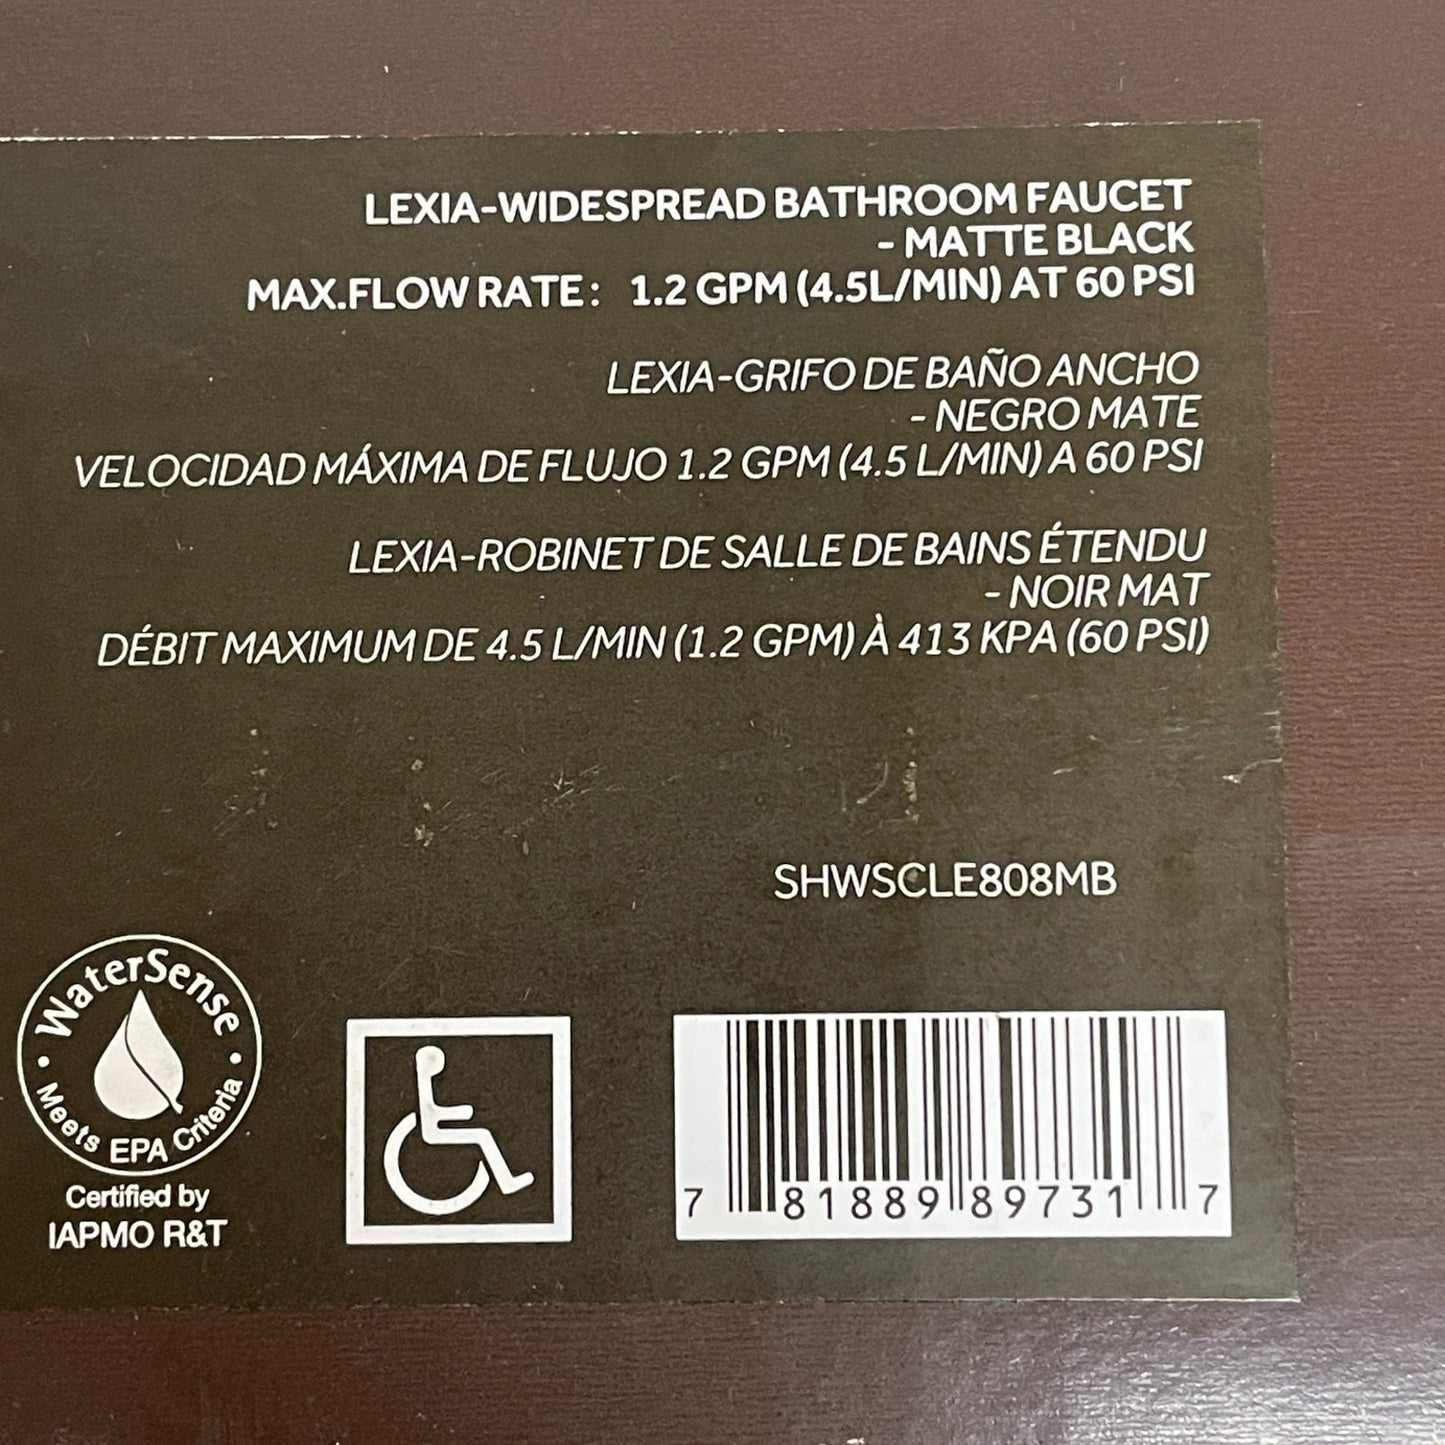 LEXIA-WIDESPREAD BATHROOM FAUCET
- MATTE BLACK
MAX.FLOW RATE: 1.2 GPM (4.5L/MIN) AT 60 PSI
LEXIA-GRIFO DE BAÑO ANCHO
- NEGRO MATE
VELOCIDAD MÁXIMA DE FLUJO 1.2 GPM (4.5 L/MIN) A 60 PSI
LEXIA-ROBINET DE SALLE DE BAINS ÉTENDU
- NOIR MAT
DÉBIT MAXIMUM DE 4.5 L/MIN (1.2 GPM) À 413 KPA (60 PSI)
SHWSCLE808MB
WaterSense
• Meets EPA Criteria •
Certified by
IAPMO R&T
7 81889 89731 7